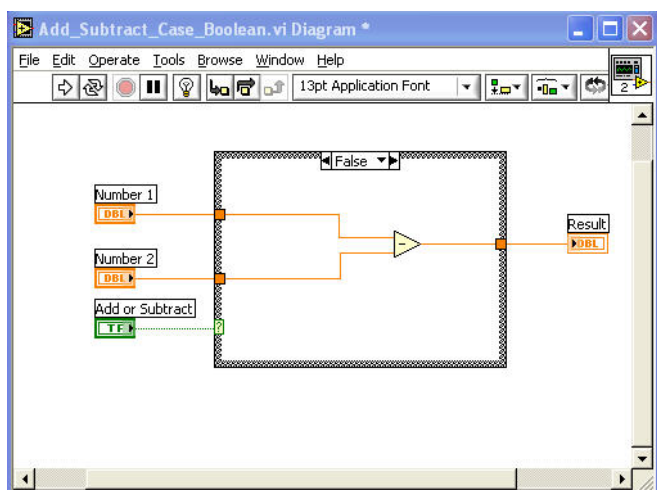 Add_Subtract_Case_Boolean.vi Diagram *
File Edit Operate Tools Browse Window Help
13pt Application Font
2
False
Number 1
DBL
Number 2
DBL
Add or Subtract
TF
?
-
Result
DBL